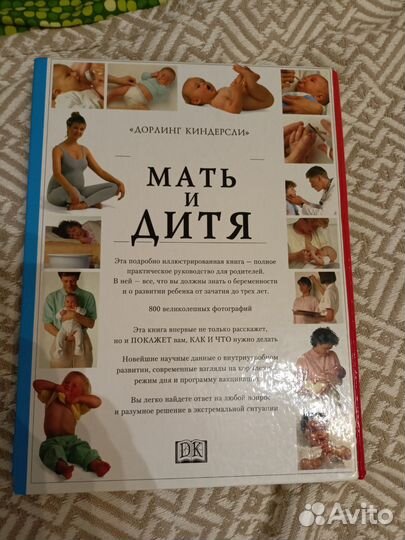 «ДОРЛИНГ КИНДЕРСЛИ»
МАТЬ
И
ДИТЯ
Эта подробно иллюстрированная книга — полное
практическое руководство для родителей.
В ней — все, что вы должны знать о беременности
и о развитии ребенка от зачатия до трех лет.
800 великолепных фотографий
Эта книга впервые не только расскажет,
но и ПОКАЖЕТ вам, КАК И ЧТО нужно делать
Новейшие научные данные о внутриутробном
развитии, современные взгляды на
режим дня и программу
Вы легко найдете ответ на любой вопрос
и разумное решение в экстремальной ситуации
DK
Avito